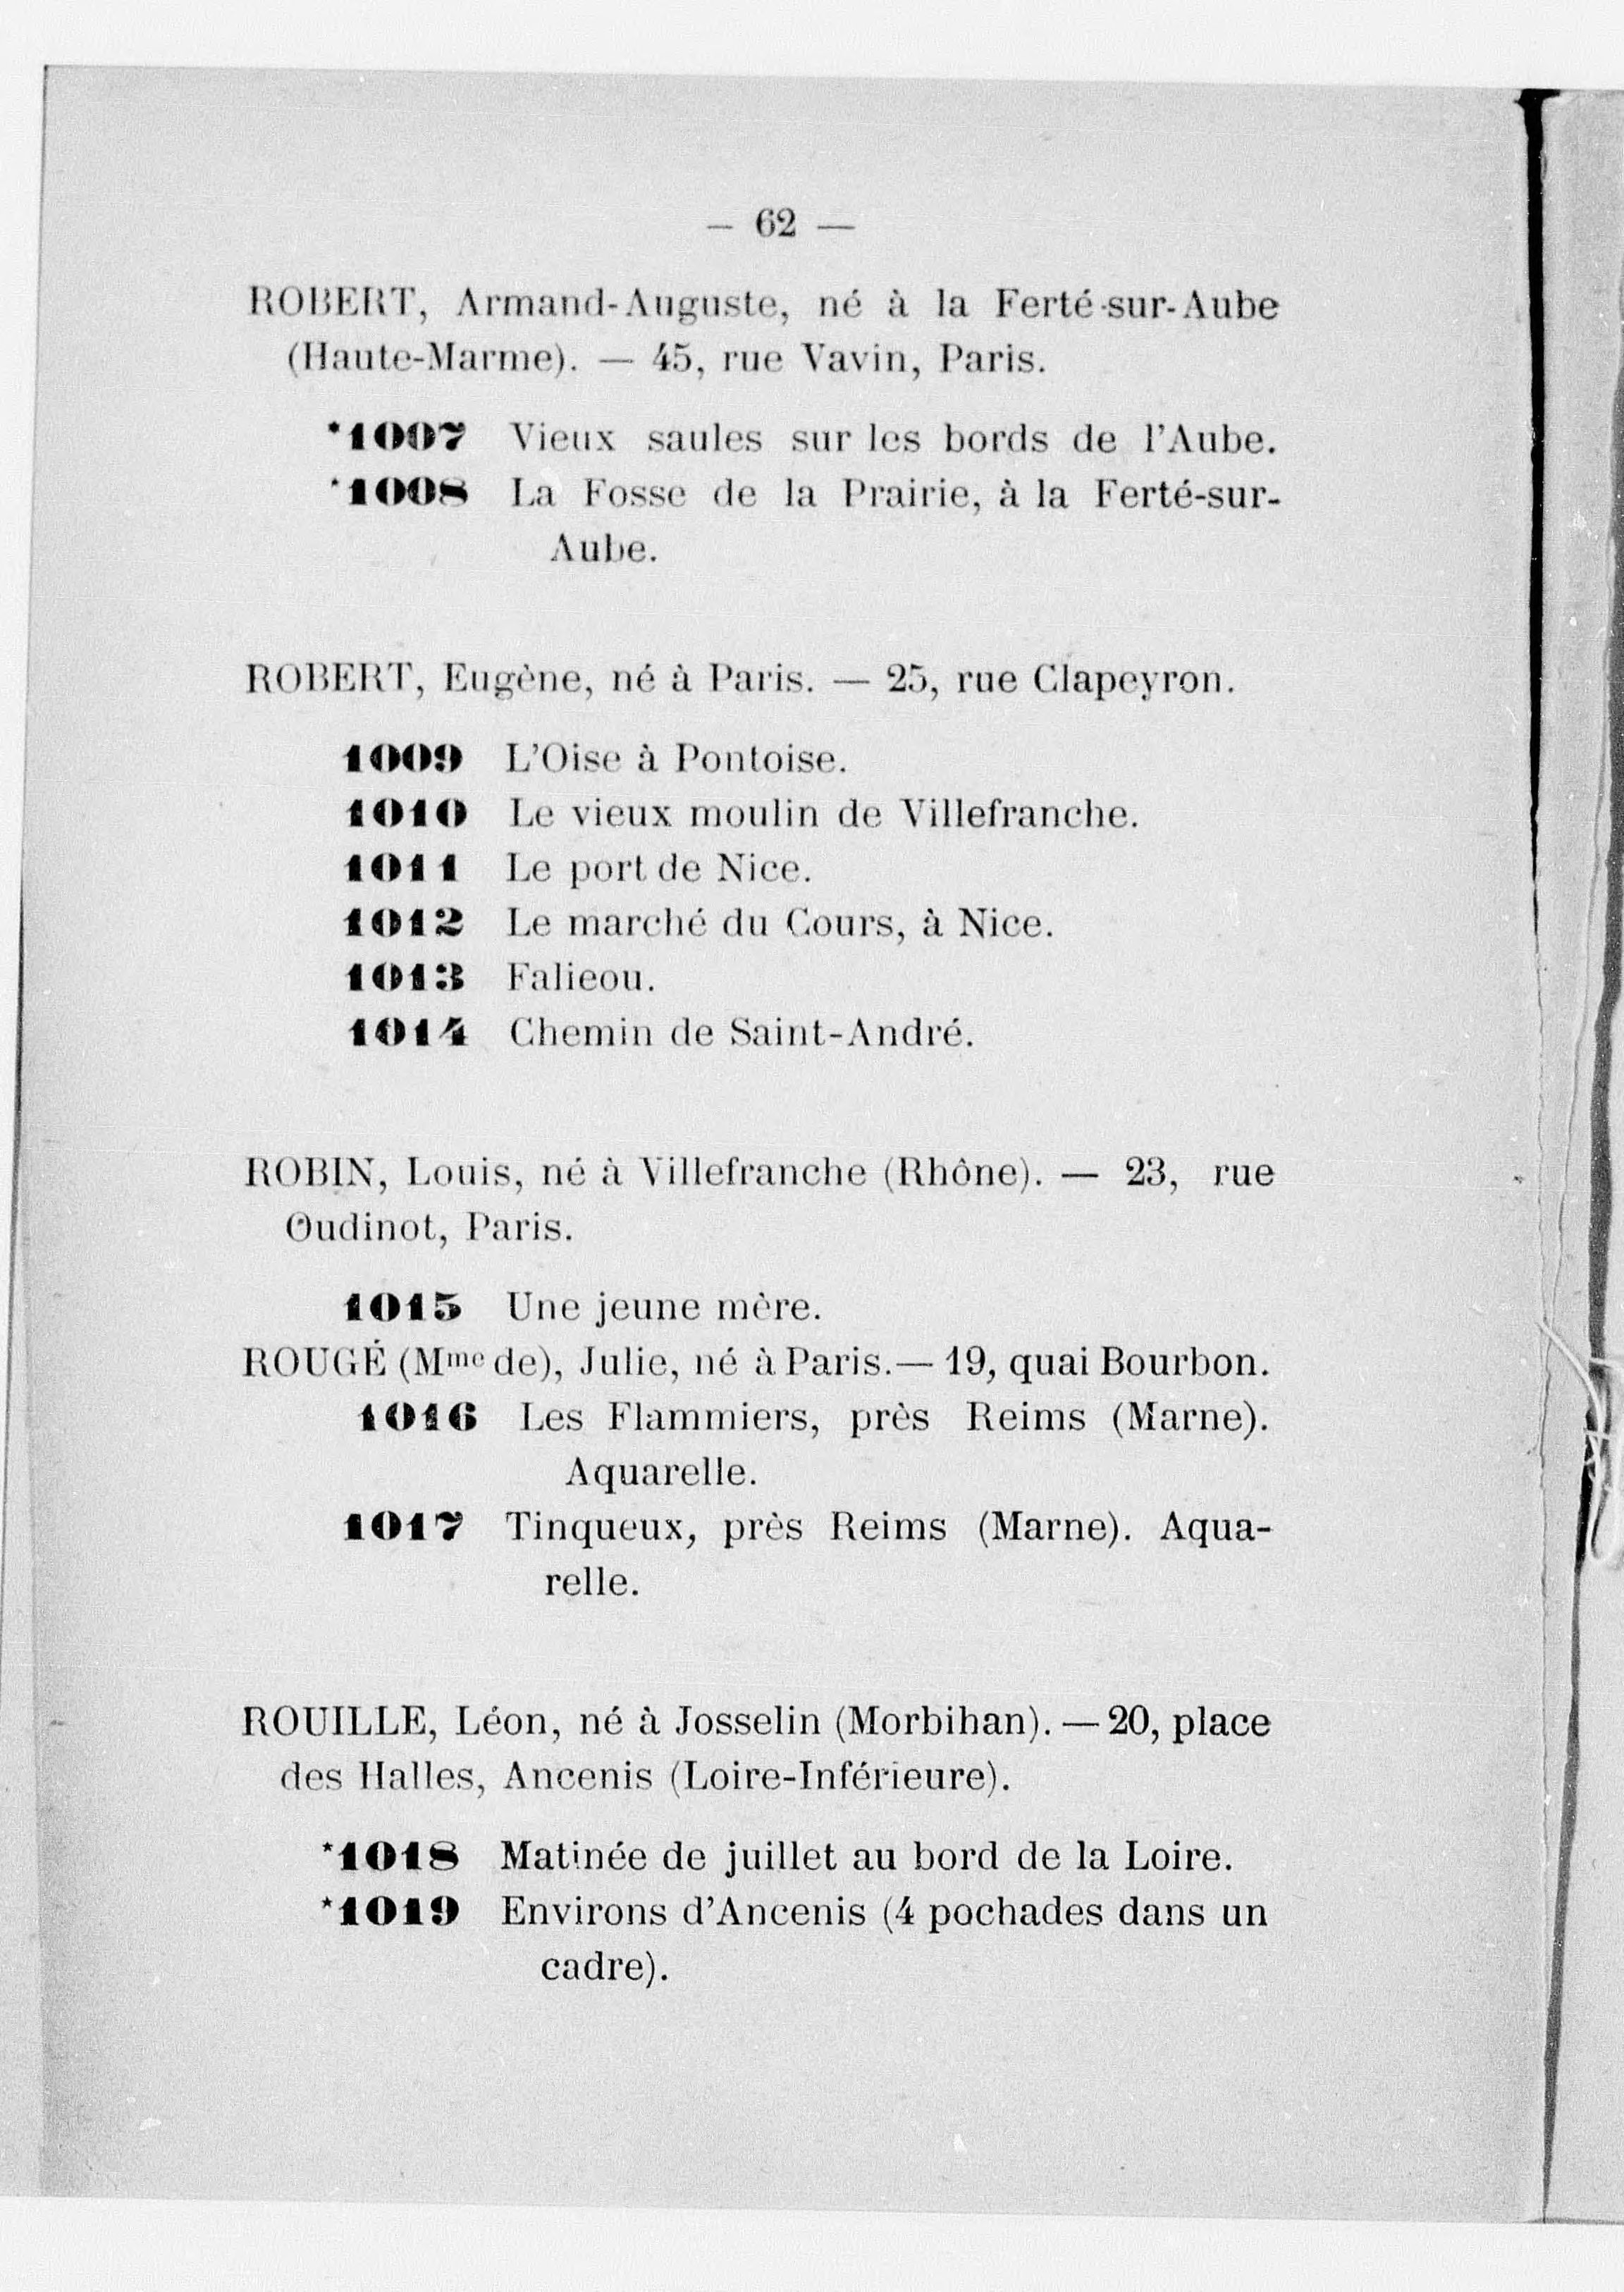 — 62 —
ROBERT, Armand-Auguste, né à la Ferté-sur-Aube
(Haute-Marme). — 45, rue Vavin, Paris.
*1007 Vieux saules sur les bords de l'Aube.
*1008 La Fosse de la Prairie, à la Ferté-sur-
Aube.
ROBERT, Eugène, né à Paris. — 25, rue Clapeyron.
1009 L'Oise à Pontoise.
1010 Le vieux moulin de Villefranche.
1011 Le port de Nice.
1012 Le marché du Cours, à Nice.
1013 Falieou.
1014 Chemin de Saint-André.
ROBIN, Louis, né à Villefranche (Rhône). — 23, rue
Oudinot, Paris.
1015 Une jeune mère.
ROUGÉ (Mme de), Julie, né à Paris. — 19, quai Bourbon.
1016 Les Flammiers, près Reims (Marne).
Aquarelle.
1017 Tinqueux, près Reims (Marne). Aqua-
relle.
ROUILLE, Léon, né à Josselin (Morbihan). — 20, place
des Halles, Ancenis (Loire-Inférieure).
*1018 Matinée de juillet au bord de la Loire.
*1019 Environs d'Ancenis (4 pochades dans un
cadre).